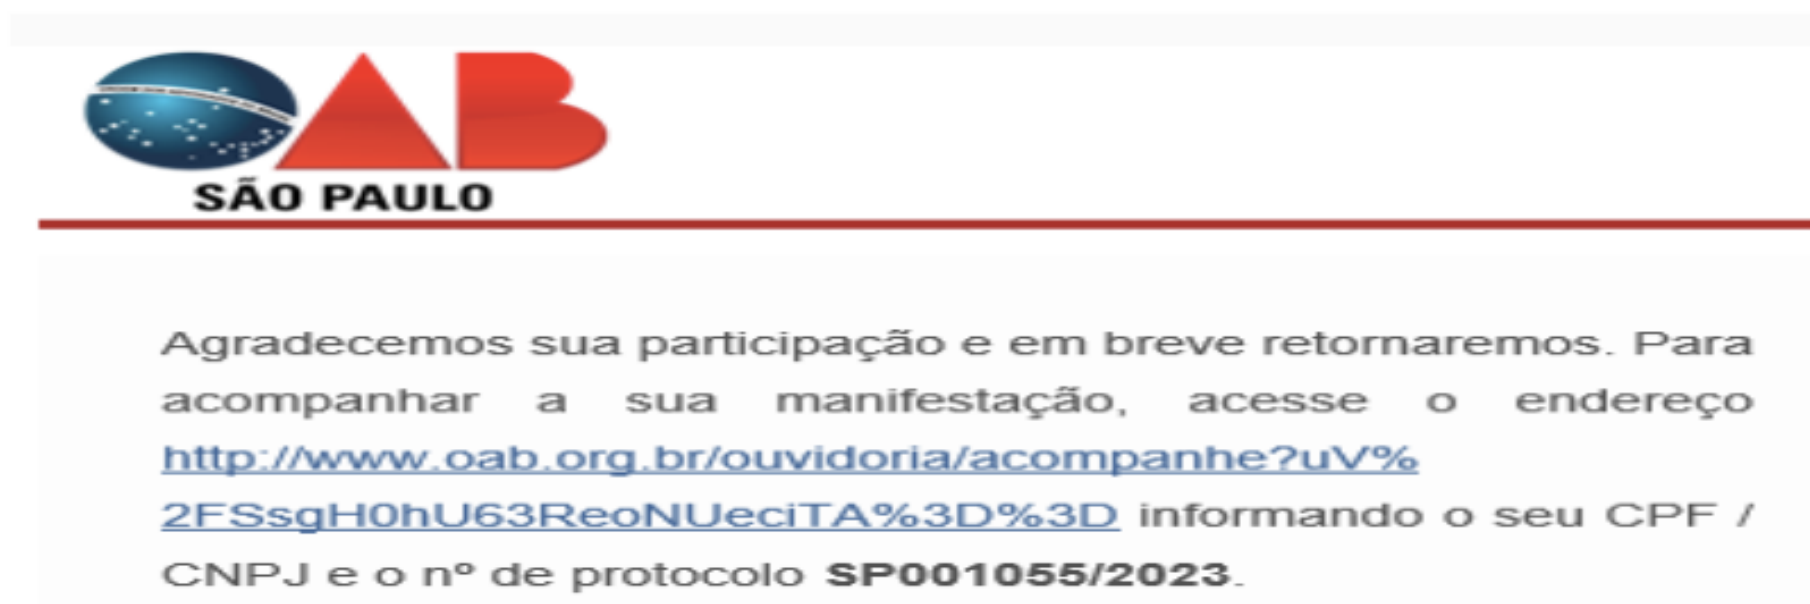 OAB
SÃO PAULO
Agradecemos sua participação e em breve retornaremos. Para
acompanhar a sua manifestação, acesse o endereço
http://www.oab.org.br/ouvidoria/acompanhe?uV%
2FSsgH0hU63ReoNUeciTA%3D%3D informando o seu CPF /
CNPJ e o nº de protocolo SP001055/2023.